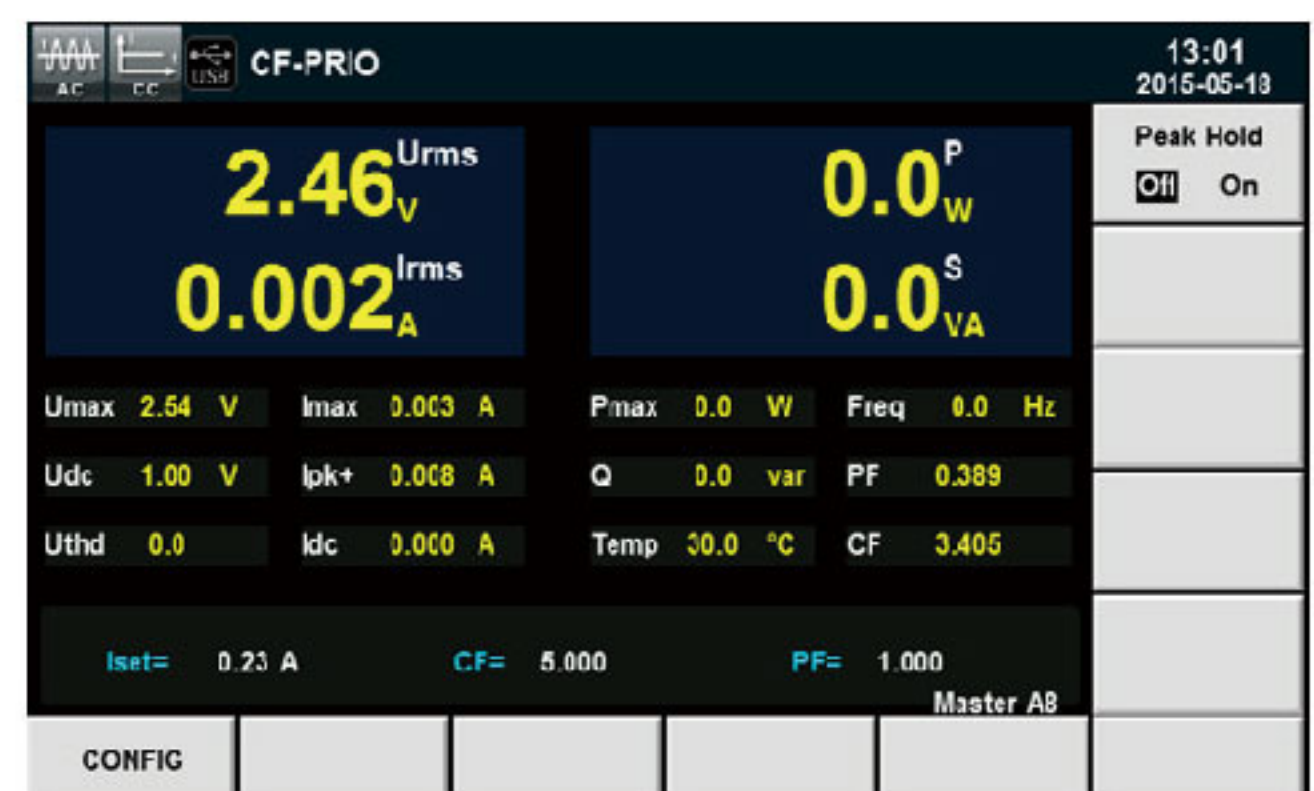 AC CC USB CF-PRIO
13:01
2015-05-18
2.46 Urms V
0.0 P W
Peak Hold
Off On
0.002 Irms A
0.0 S VA
Umax 2.54 V Imax 0.003 A Pmax 0.0 W Freq 0.0 Hz
Udc 1.00 V Ipk+ 0.008 A Q 0.0 var PF 0.389
Uthd 0.0 Idc 0.000 A Temp 30.0 °C CF 3.405
Iset= 0.23 A CF= 5.000 PF= 1.000
Master AB
CONFIG